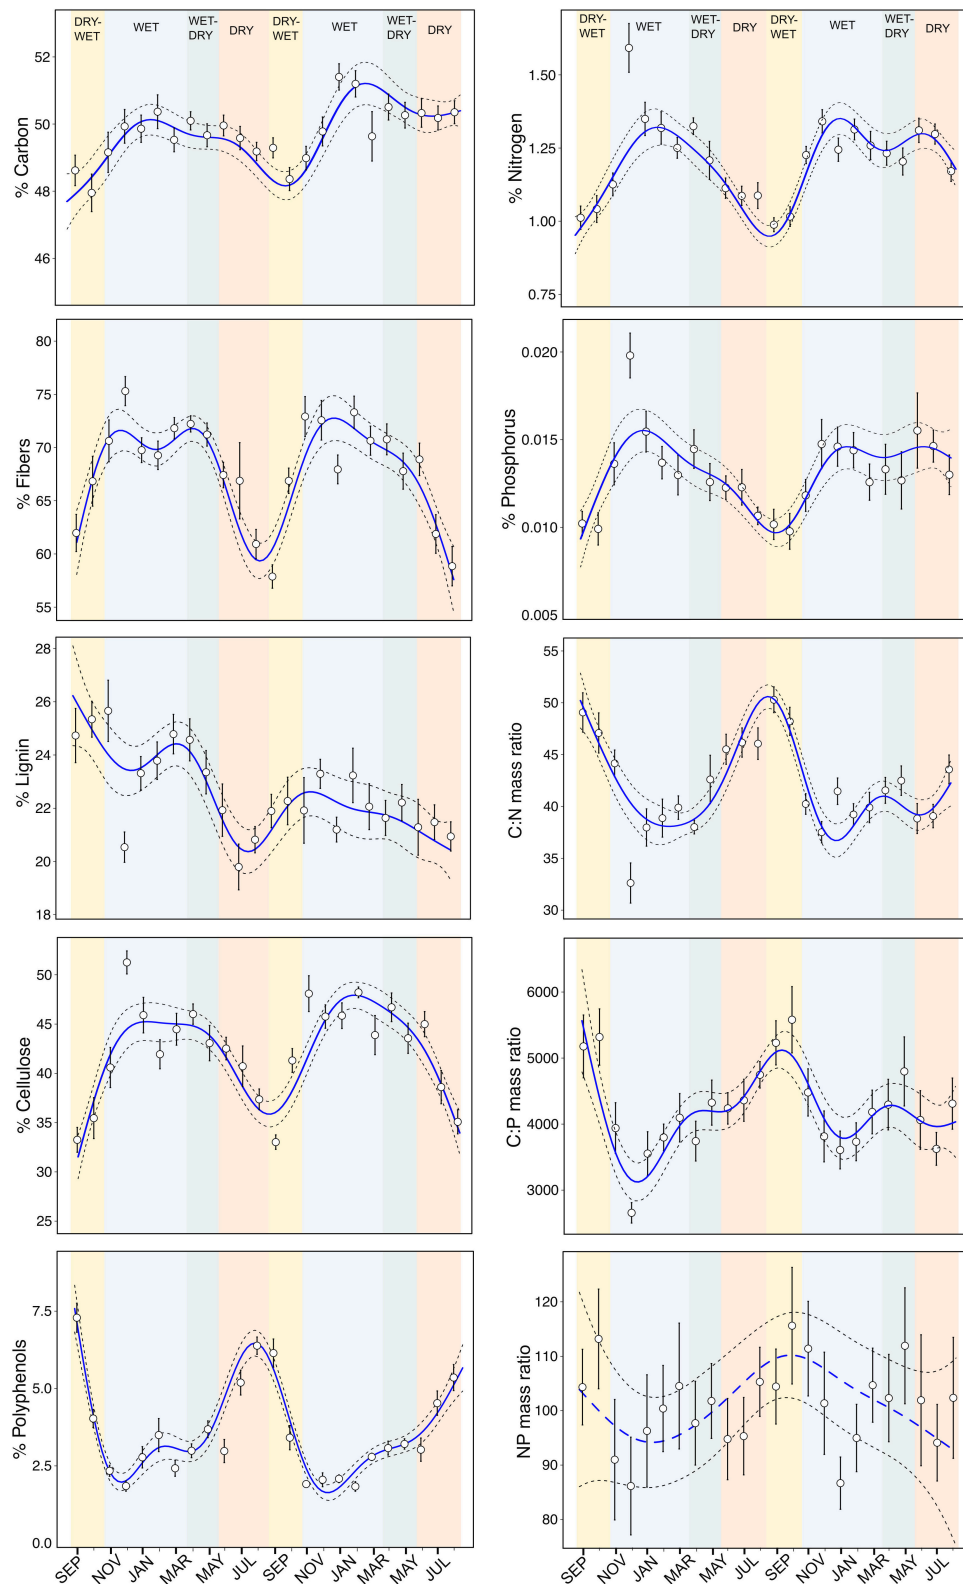 DRY-
WET
WET
WET-
DRY
DRY
DRY-
WET
WET
WET-
DRY
DRY
% Carbon
52
50
48
46
DRY-
WET
WET
WET-
DRY
DRY
DRY-
WET
WET
WET-
DRY
DRY
% Nitrogen
1.50
1.25
1.00
0.75
% Fibers
80
75
70
65
60
55
% Phosphorus
0.020
0.015
0.010
0.005
% Lignin
28
26
24
22
20
18
C:N mass ratio
55
50
45
40
35
30
% Cellulose
50
45
40
35
30
25
C:P mass ratio
6000
5000
4000
3000
% Polyphenols
7.5
5.0
2.5
0.0
SEP NOV JAN MAR MAY JUL SEP NOV JAN MAR MAY JUL
NP mass ratio
120
110
100
90
80
SEP NOV JAN MAR MAY JUL SEP NOV JAN MAR MAY JUL